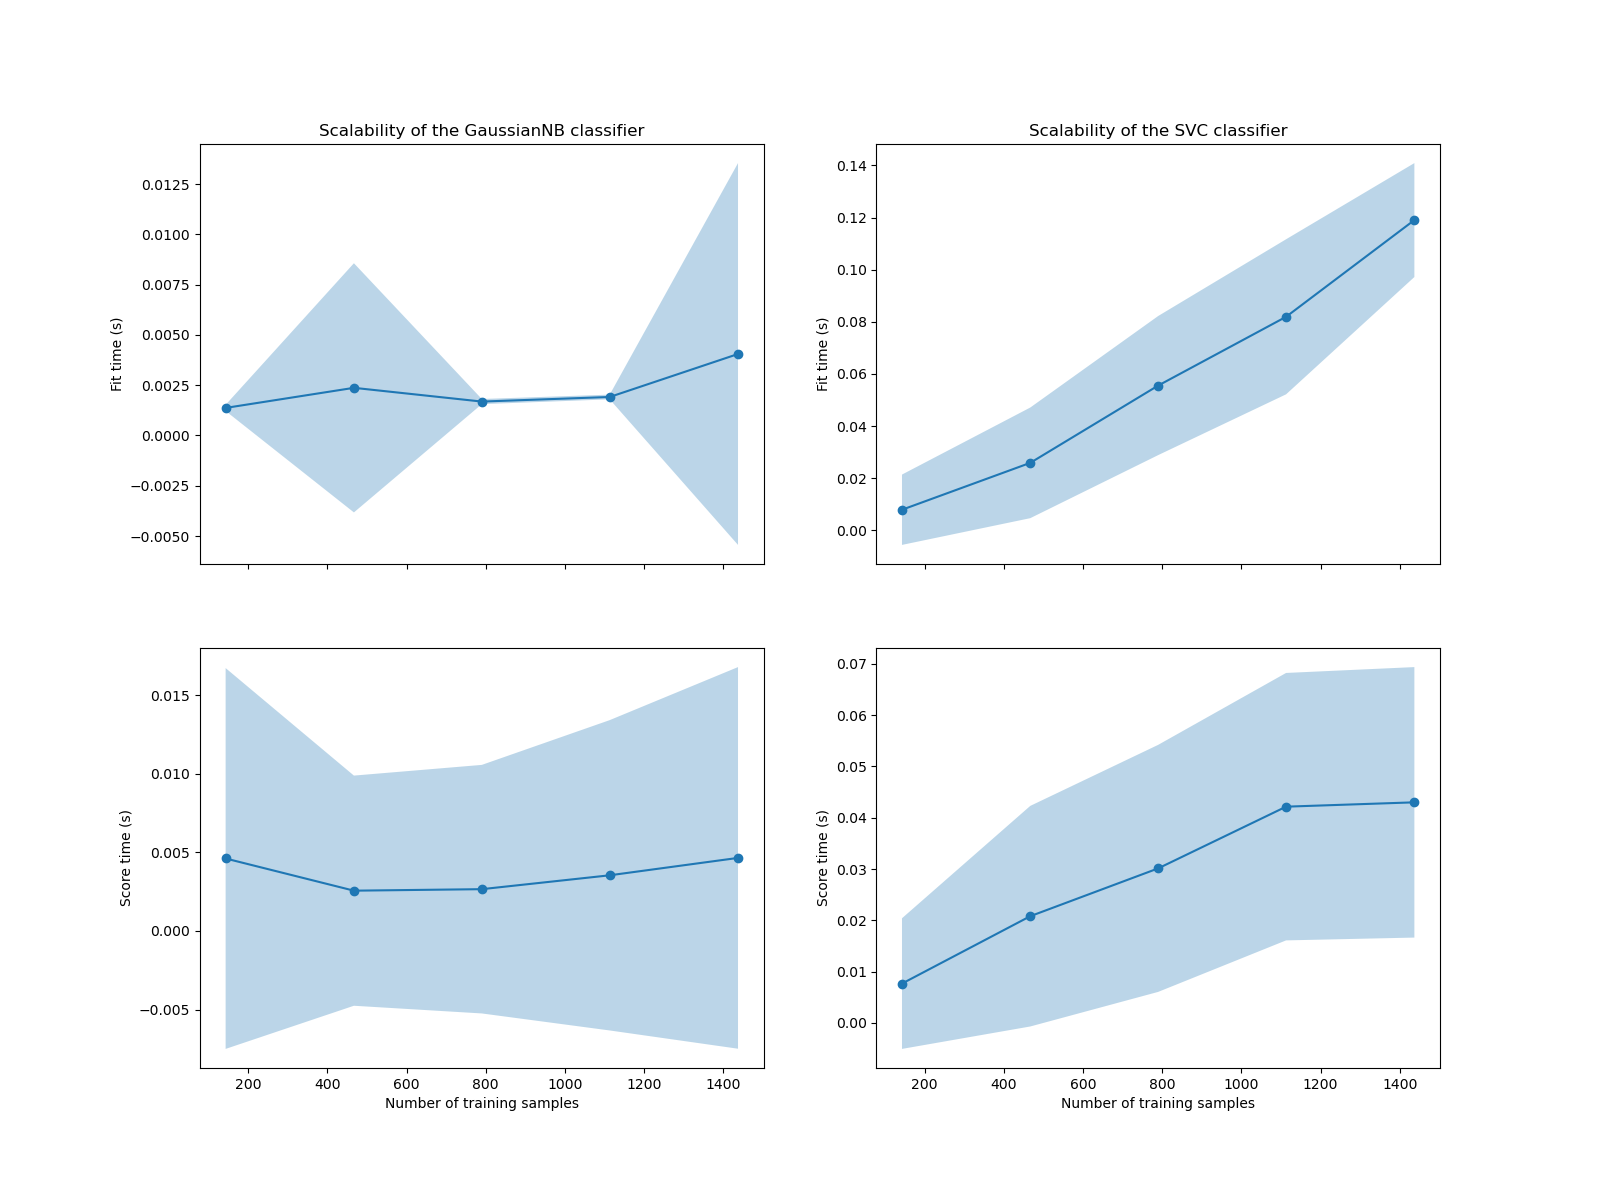 Scalability of the GaussianNB classifier
Fit time (s)
0.0125
0.0100
0.0075
0.0050
0.0025
0.0000
−0.0025
−0.0050
Scalability of the SVC classifier
Fit time (s)
0.14
0.12
0.10
0.08
0.06
0.04
0.02
0.00
Score time (s)
0.015
0.010
0.005
0.000
−0.005
200 400 600 800 1000 1200 1400
Number of training samples
Score time (s)
0.07
0.06
0.05
0.04
0.03
0.02
0.01
0.00
200 400 600 800 1000 1200 1400
Number of training samples